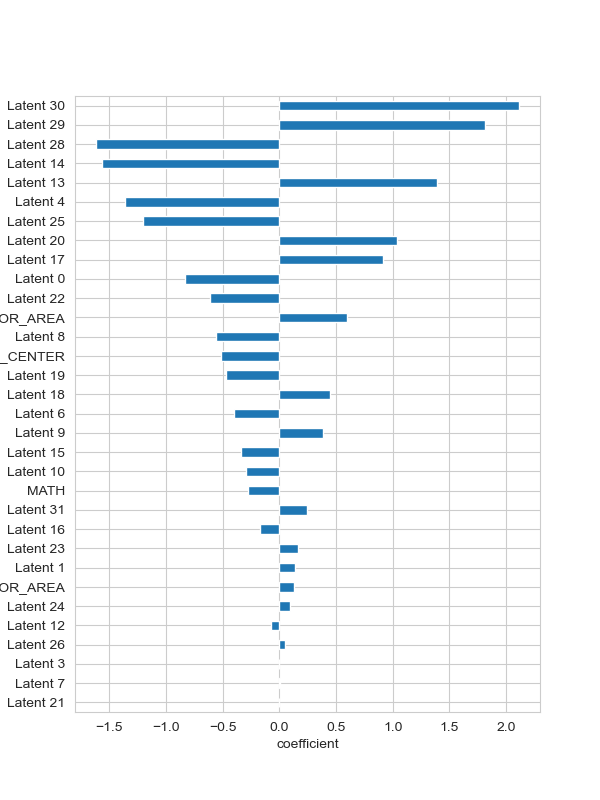 Latent 30
Latent 29
Latent 28
Latent 14
Latent 13
Latent 4
Latent 25
Latent 20
Latent 17
Latent 0
Latent 22
OR_AREA
Latent 8
_CENTER
Latent 19
Latent 18
Latent 6
Latent 9
Latent 15
Latent 10
MATH
Latent 31
Latent 16
Latent 23
Latent 1
OR_AREA
Latent 24
Latent 12
Latent 26
Latent 3
Latent 7
Latent 21
−1.5 −1.0 −0.5 0.0 0.5 1.0 1.5 2.0
coefficient